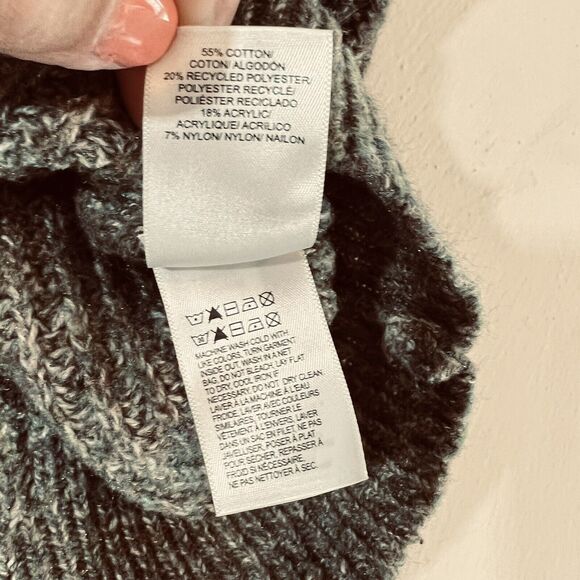 55% COTTON/
COTON/ ALGODÓN
20% RECYCLED POLYESTER/
POLYESTER RECYCLÉ/
POLIÉSTER RECICLADO
18% ACRYLIC/
ACRYLIQUE/ ACRÍLICO
7% NYLON/ NYLON/ NAILON
MACHINE WASH COLD WITH
LIKE COLORS, TURN GARMENT
INSIDE OUT. WASH IN A NET
BAG. DO NOT BLEACH. LAY FLAT
TO DRY. COOL IRON IF
NECESSARY. DO NOT DRY CLEAN
LAVER À LA MACHINE À L'EAU
FROIDE, LAVER AVEC COULEURS
SIMILAIRES, TOURNER LE
VÊTEMENT À L'ENVERS. LAVER
DANS UN SAC EN FILET. NE PAS
JAVELLISER. POSER À PLAT
POUR SÉCHER. REPASSER À
FROID SI NÉCESSAIRE.
NE PAS NETTOYER À SEC.